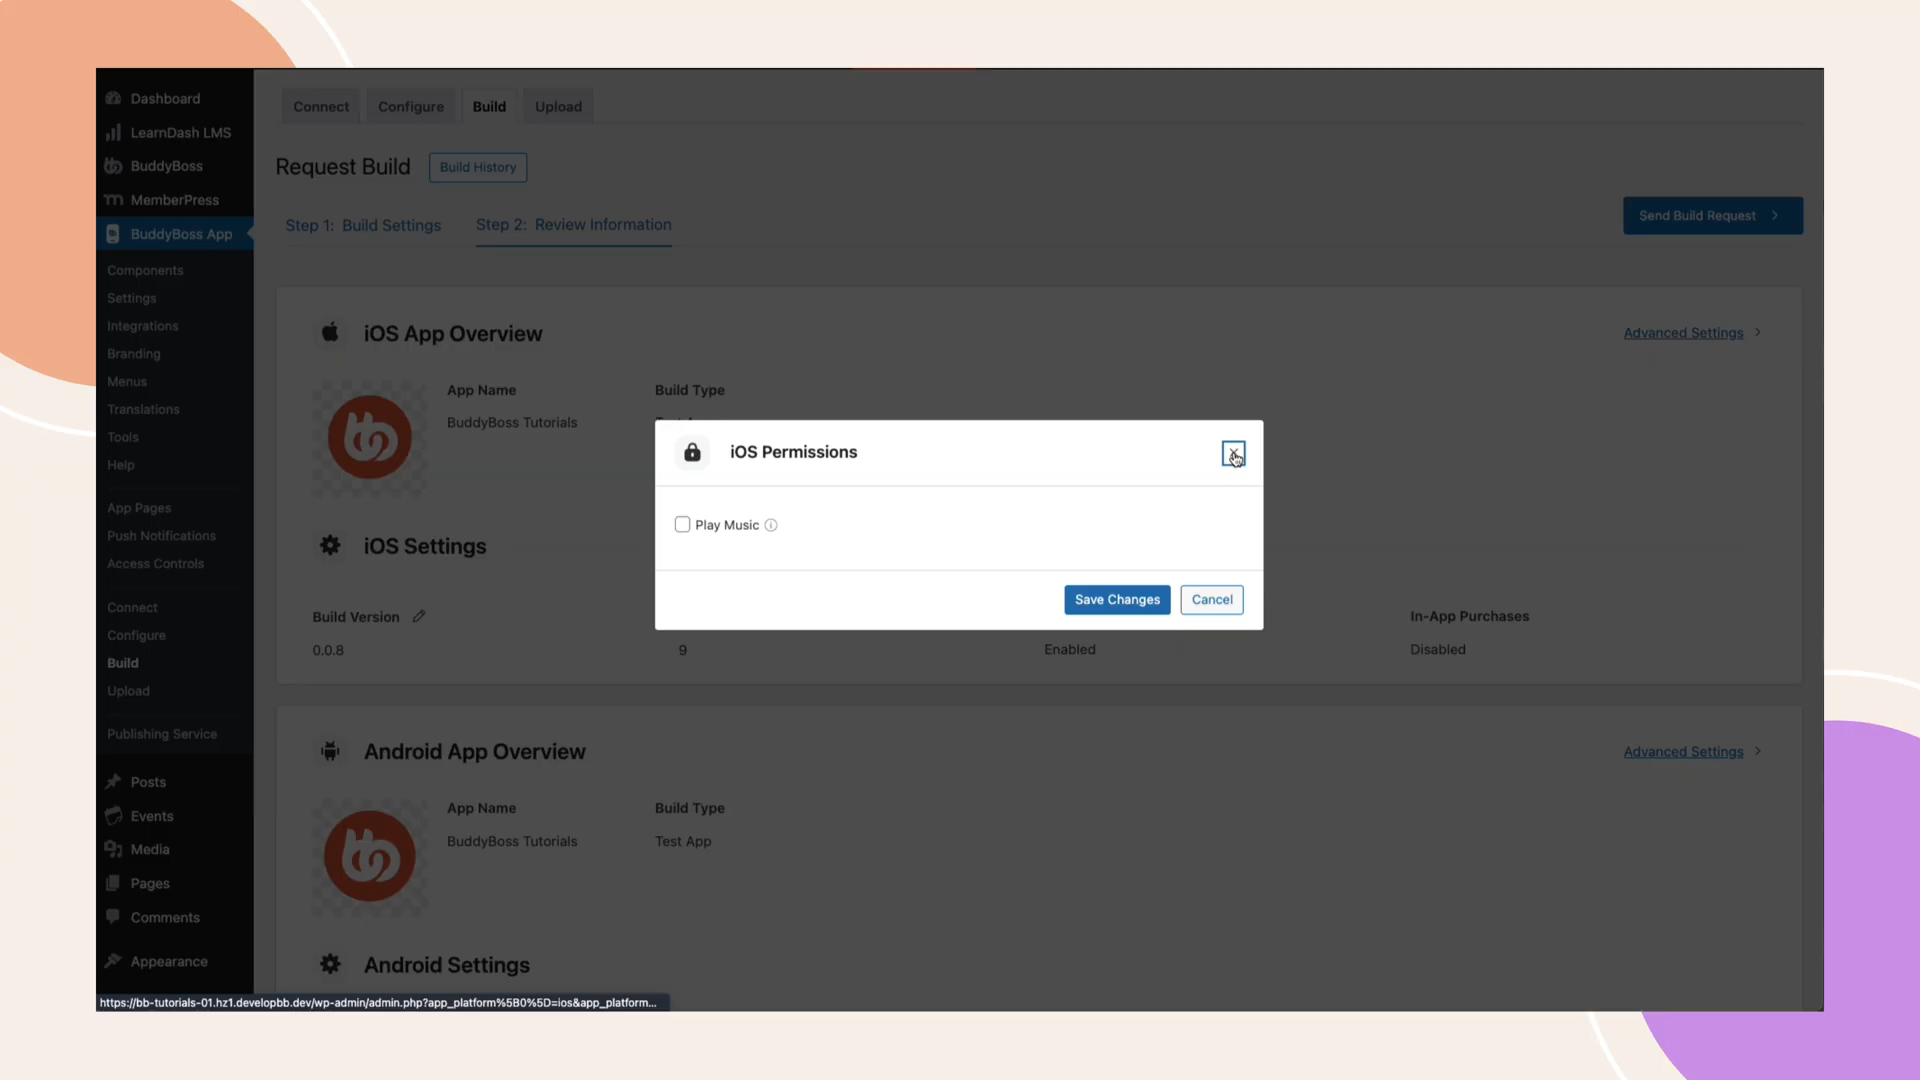 Dashboard
LearnDash LMS
BuddyBoss
MemberPress
BuddyBoss App
Components
Settings
Integrations
Branding
Menus
Translations
Tools
Help
App Pages
Push Notifications
Access Controls
Connect
Configure
Build
Upload
Publishing Service
Posts
Events
Media
Pages
Comments
Appearance
Connect Configure Build Upload
Request Build Build History
Step 1: Build Settings Step 2: Review Information
Send Build Request
iOS App Overview
Advanced Settings
App Name Build Type
BuddyBoss Tutorials
iOS Permissions
Play Music
Save Changes Cancel
iOS Settings
Build Version In-App Purchases
0.0.8 9 Enabled Disabled
Android App Overview
Advanced Settings
App Name Build Type
BuddyBoss Tutorials Test App
Android Settings
https://bb-tutorials-01.hz1.developbb.dev/wp-admin/admin.php?app_platform%5B0%5D=ios&app_platform...